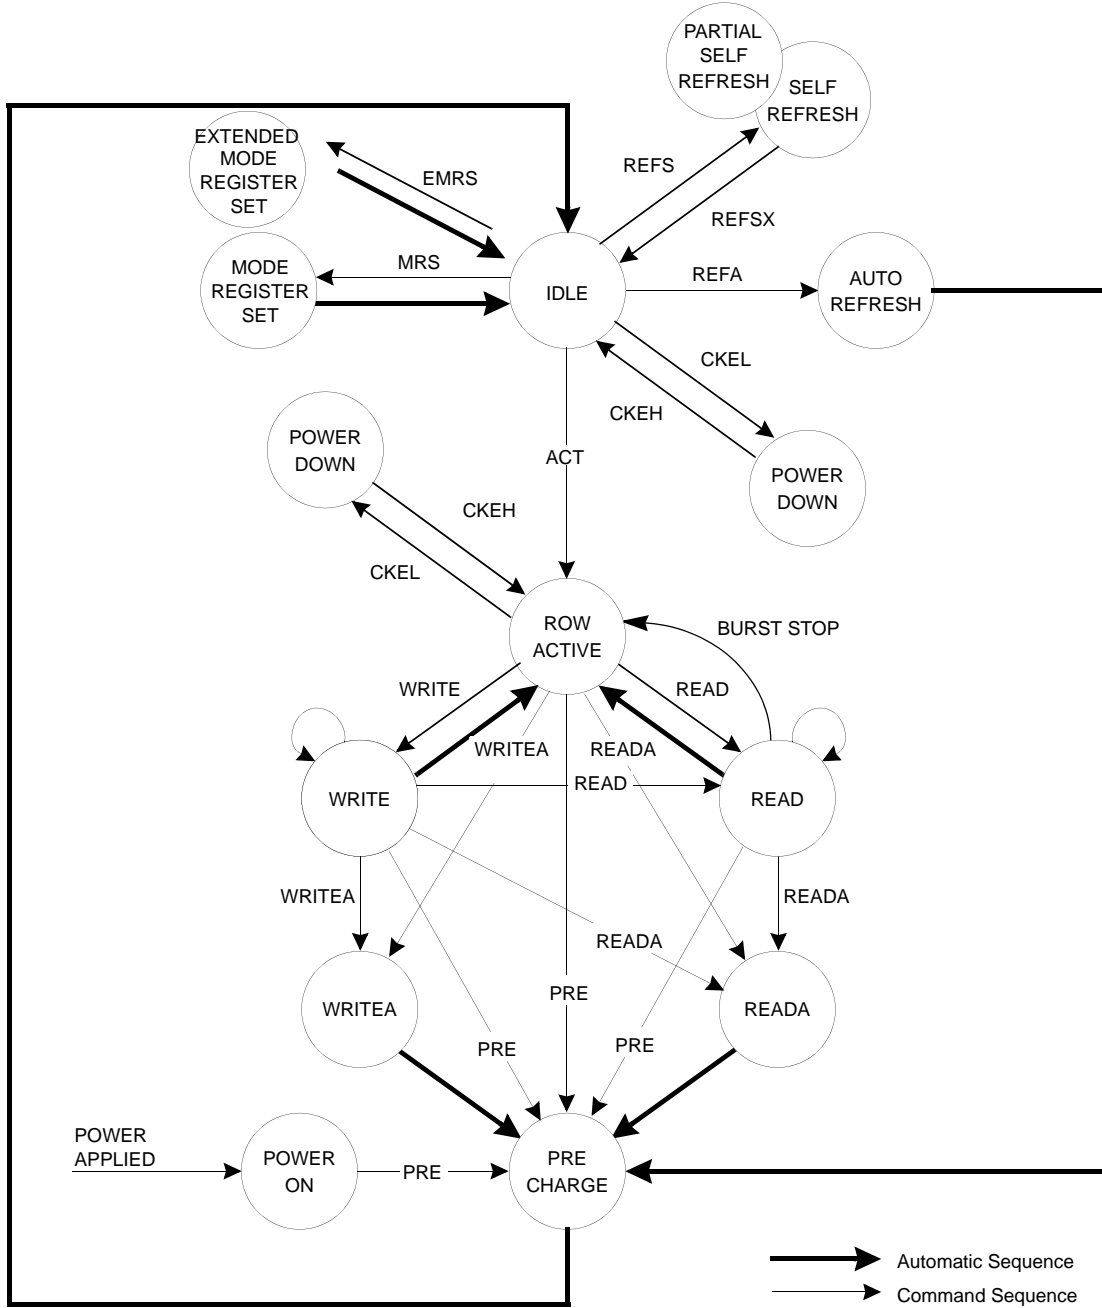 PARTIAL
SELF
REFRESH
SELF
REFRESH
EXTENDED
MODE
REGISTER
SET
EMRS
REFS
REFSX
MODE
REGISTER
SET
MRS
IDLE
REFA
AUTO
REFRESH
CKEL
CKEH
POWER
DOWN
ACT
POWER
DOWN
CKEH
CKEL
ROW
ACTIVE
BURST STOP
WRITE
READ
WRITEA
READA
WRITE
READ
READ
WRITEA
READA
READA
WRITEA
PRE
READA
PRE
PRE
POWER
APPLIED
POWER
ON
PRE
PRE
CHARGE
Automatic Sequence
Command Sequence